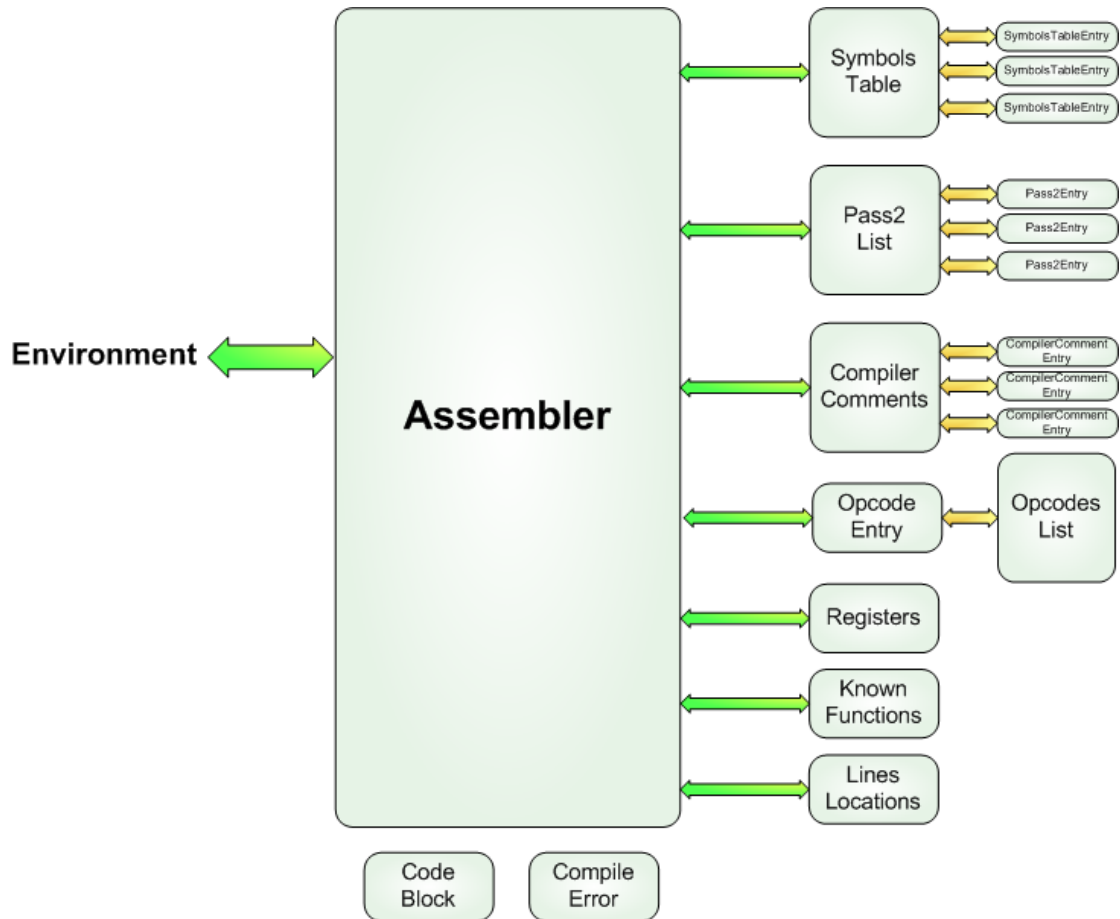 Symbols
Table
SymbolsTableEntry
SymbolsTableEntry
SymbolsTableEntry
Pass2
List
Pass2Entry
Pass2Entry
Pass2Entry
Environment
Assembler
Compiler
Comments
CompilerComment
Entry
CompilerComment
Entry
CompilerComment
Entry
Opcode
Entry
Opcodes
List
Registers
Known
Functions
Lines
Locations
Code
Block
Compile
Error